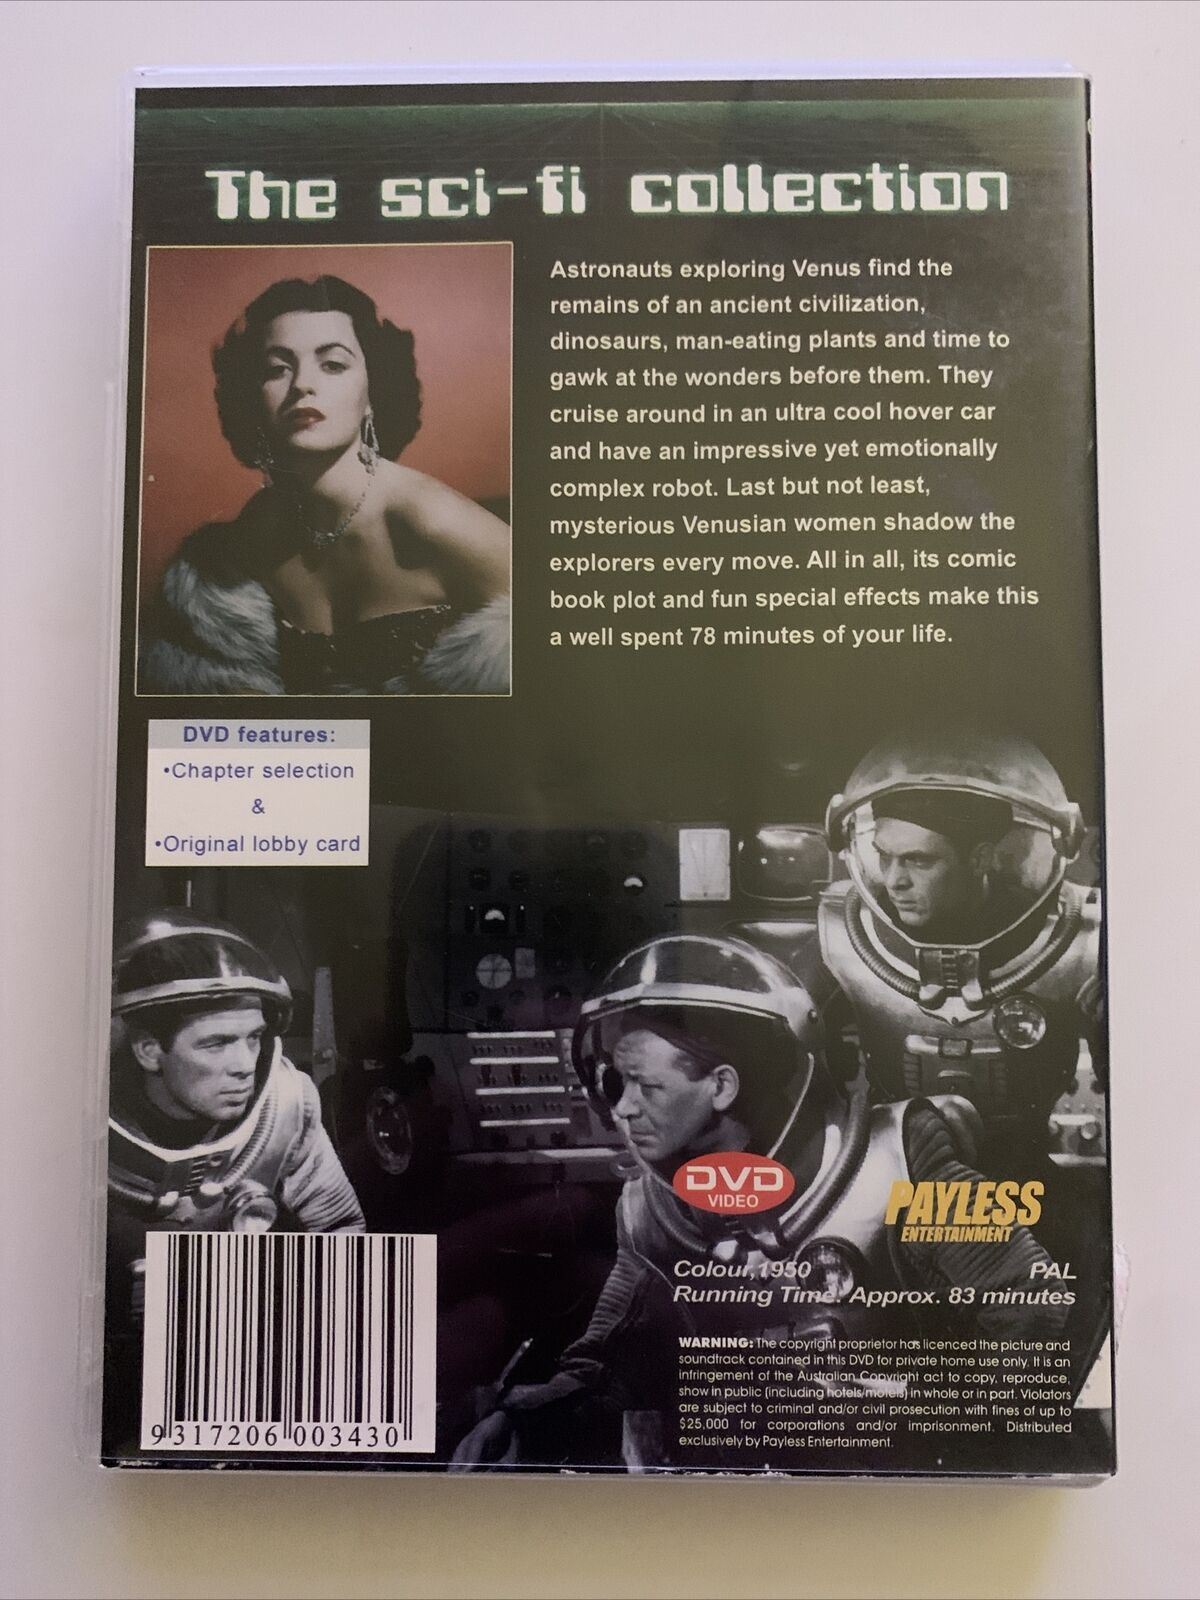 The sci-fi collection
Astronauts exploring Venus find the
remains of an ancient civilization,
dinosaurs, man-eating plants and time to
gawk at the wonders before them. They
cruise around in an ultra cool hover car
and have an impressive yet emotionally
complex robot. Last but not least,
mysterious Venusian women shadow the
explorers every move. All in all, its comic
book plot and fun special effects make this
a well spent 78 minutes of your life.
DVD features:
•Chapter selection
&
•Original lobby card
DVD
VIDEO
PAYLESS
ENTERTAINMENT
Colour,1950 PAL
Running Time: Approx. 83 minutes
WARNING: The copyright proprietor has licenced the picture and
soundtrack contained in this DVD for private home use only. It is an
infringement of the Australian Copyright act to copy, reproduce,
show in public (including hotels/motels) in whole or in part. Violators
are subject to criminal and/or civil prosecution with fines of up to
$25,000 for corporations and/or imprisonment. Distributed
exclusively by Payless Entertainment.
9 317206 003430